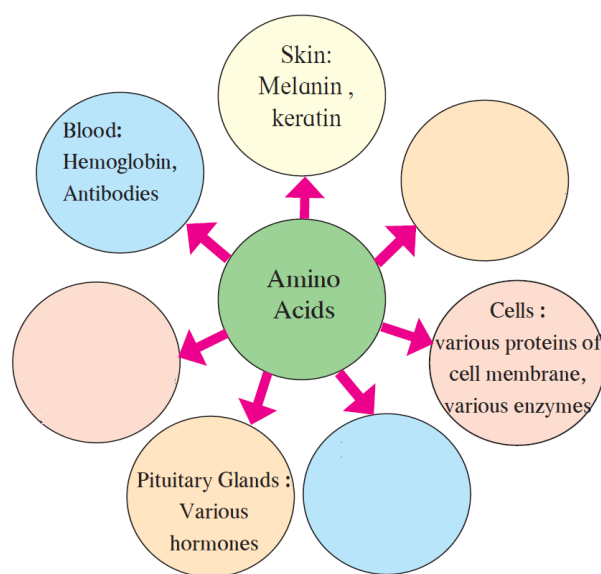 Skin:
Melanin ,
keratin
Blood:
Hemoglobin,
Antibodies
Amino
Acids
Cells :
various proteins of
cell membrane,
various enzymes
Pituitary Glands :
Various
hormones